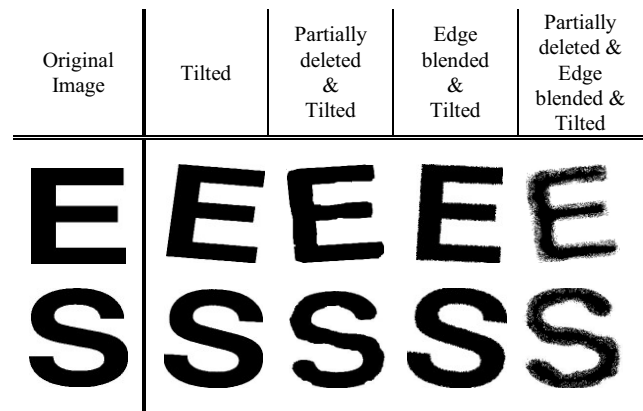 Original
Image
Tilted
Partially
deleted
&
Tilted
Edge
blended
&
Tilted
Partially
deleted &
Edge
blended &
Tilted
E E E E E
S S S S S